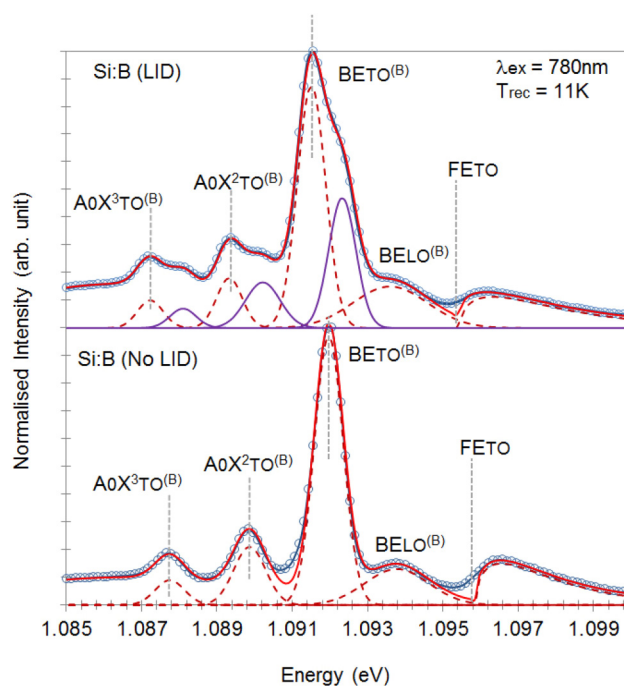 Si:B (LID)
λex = 780nm
Trec = 11K
BETO(B)
A0X2TO(B)
A0X3TO(B)
FETO
BELO(B)
Si:B (No LID)
BETO(B)
A0X2TO(B)
A0X3TO(B)
FETO
BELO(B)
Normalised Intensity (arb. unit)
1.085 1.087 1.089 1.091 1.093 1.095 1.097 1.099
Energy (eV)